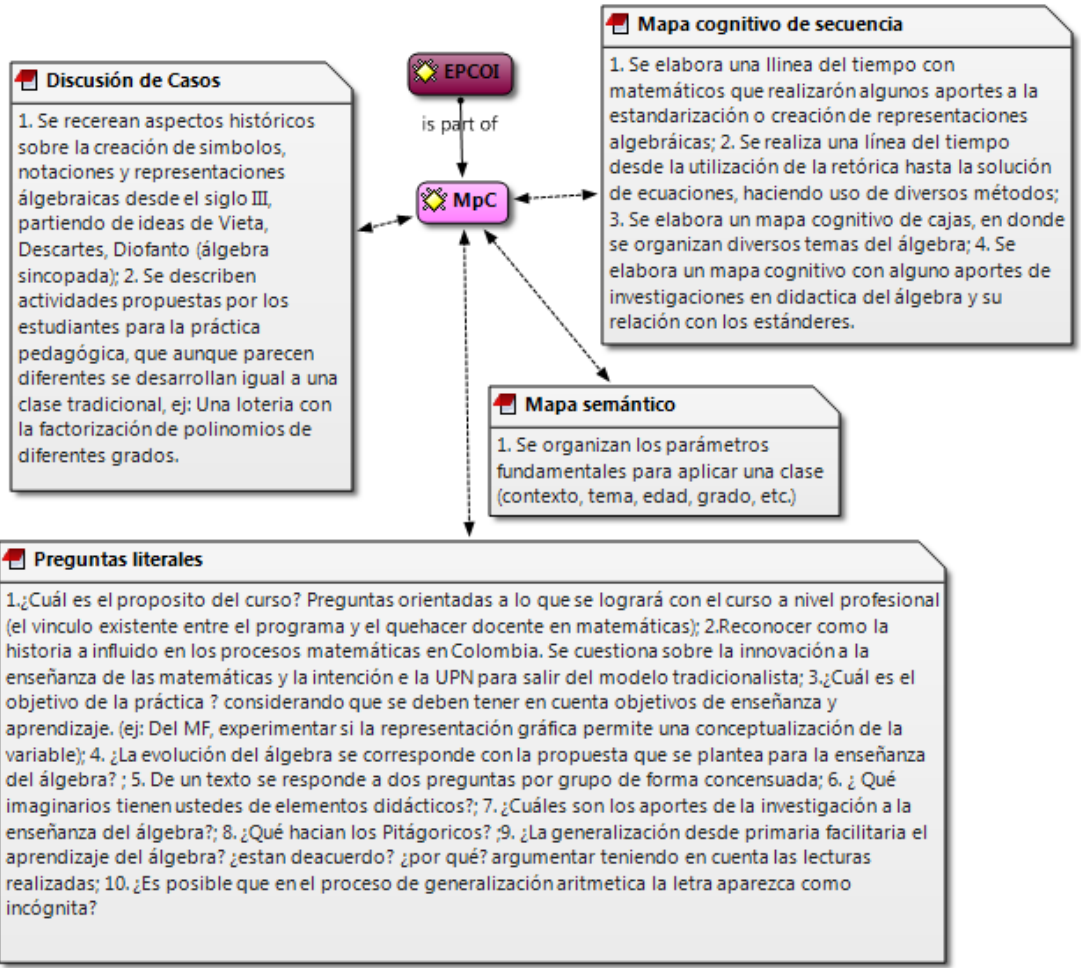 Mapa cognitivo de secuencia
1. Se elabora una llinea del tiempo con
matemáticos que realizarón algunos aportes a la
estandarización o creación de representaciones
algebráicas; 2. Se realiza una línea del tiempo
desde la utilización de la retórica hasta la solución
de ecuaciones, haciendo uso de diversos métodos;
3. Se elabora un mapa cognitivo de cajas, en donde
se organizan diversos temas del álgebra; 4. Se
elabora un mapa cognitivo con alguno aportes de
investigaciones en didactica del álgebra y su
relación con los estánderes.
EPCOI
is part of
MpC
Discusión de Casos
1. Se recerean aspectos históricos
sobre la creación de simbolos,
notaciones y representaciones
álgebraicas desde el siglo III,
partiendo de ideas de Vieta,
Descartes, Diofanto (álgebra
sincopada); 2. Se describen
actividades propuestas por los
estudiantes para la práctica
pedagógica, que aunque parecen
diferentes se desarrollan igual a una
clase tradicional, ej: Una loteria con
la factorización de polinomios de
diferentes grados.
Mapa semántico
1. Se organizan los parámetros
fundamentales para aplicar una clase
(contexto, tema, edad, grado, etc.)
Preguntas literales
1.¿Cuál es el proposito del curso? Preguntas orientadas a lo que se logrará con el curso a nivel profesional
(el vinculo existente entre el programa y el quehacer docente en matemáticas); 2.Reconocer como la
historia a influido en los procesos matemáticas en Colombia. Se cuestiona sobre la innovación a la
enseñanza de las matemáticas y la intención e la UPN para salir del modelo tradicionalista; 3.¿Cuál es el
objetivo de la práctica ? considerando que se deben tener en cuenta objetivos de enseñanza y
aprendizaje. (ej: Del MF, experimentar si la representación gráfica permite una conceptualización de la
variable); 4. ¿La evolución del álgebra se corresponde con la propuesta que se plantea para la enseñanza
del álgebra? ; 5. De un texto se responde a dos preguntas por grupo de forma concensuada; 6. ¿ Qué
imaginarios tienen ustedes de elementos didácticos?; 7. ¿Cuáles son los aportes de la investigación a la
enseñanza del álgebra?; 8. ¿Qué hacian los Pitágoricos? ;9. ¿La generalización desde primaria facilitaria el
aprendizaje del álgebra? ¿estan deacuerdo? ¿por qué? argumentar teniendo en cuenta las lecturas
realizadas; 10. ¿Es posible que en el proceso de generalización aritmetica la letra aparezca como
incógnita?